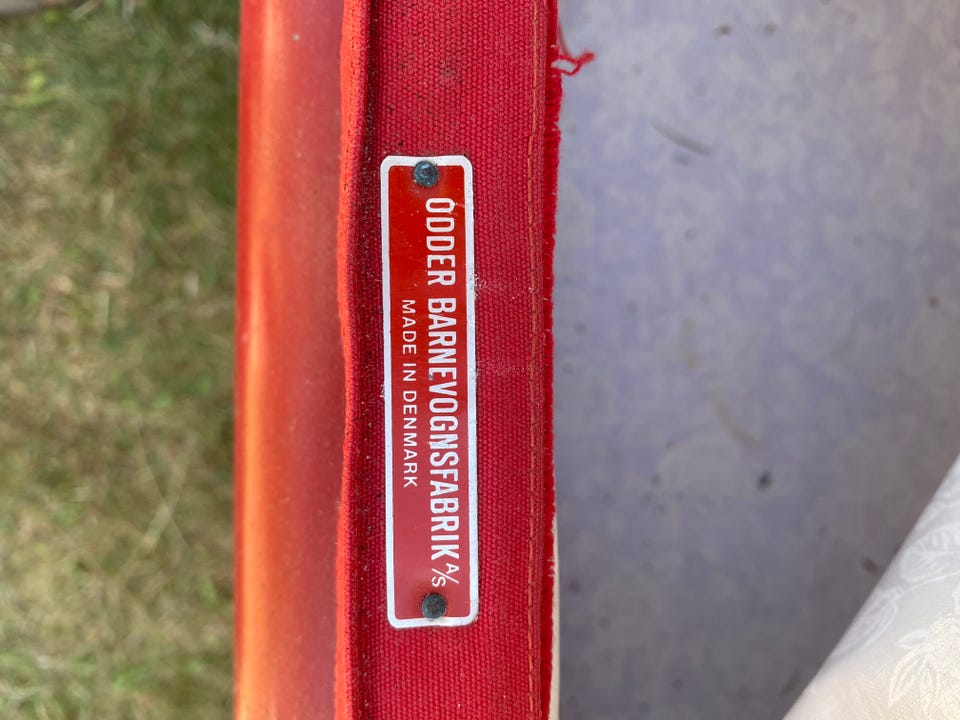 ODDER BARNEVOGNSFABRIK A/S
MADE IN DENMARK